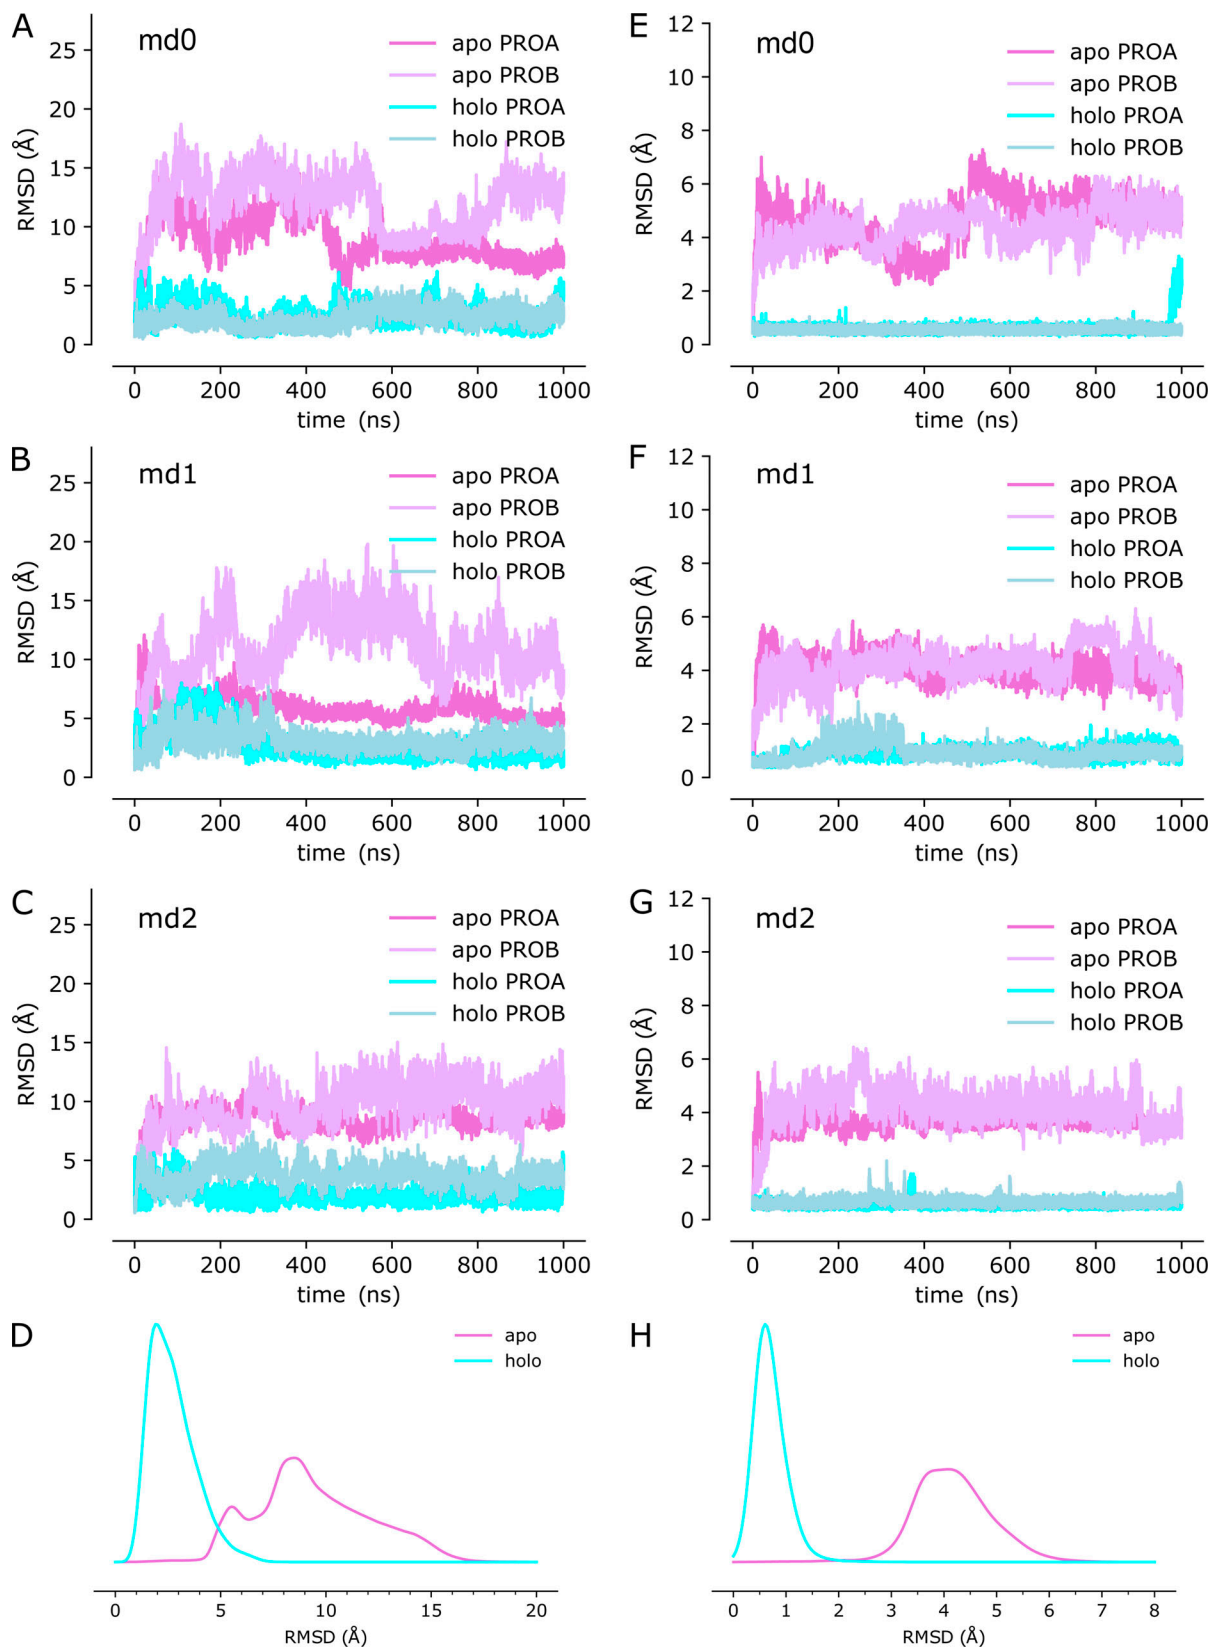 A
md0
apo PROA
apo PROB
holo PROA
holo PROB
RMSD (Å)
25
20
15
10
5
0
0 200 400 600 800 1000
time (ns)
E
md0
apo PROA
apo PROB
holo PROA
holo PROB
RMSD (Å)
12
10
8
6
4
2
0
0 200 400 600 800 1000
time (ns)
B
md1
apo PROA
apo PROB
holo PROA
holo PROB
RMSD (Å)
25
20
15
10
5
0
0 200 400 600 800 1000
time (ns)
F
md1
apo PROA
apo PROB
holo PROA
holo PROB
RMSD (Å)
12
10
8
6
4
2
0
0 200 400 600 800 1000
time (ns)
C
md2
apo PROA
apo PROB
holo PROA
holo PROB
RMSD (Å)
25
20
15
10
5
0
0 200 400 600 800 1000
time (ns)
G
md2
apo PROA
apo PROB
holo PROA
holo PROB
RMSD (Å)
12
10
8
6
4
2
0
0 200 400 600 800 1000
time (ns)
D
apo
holo
0 5 10 15 20
RMSD (Å)
H
apo
holo
0 1 2 3 4 5 6 7 8
RMSD (Å)